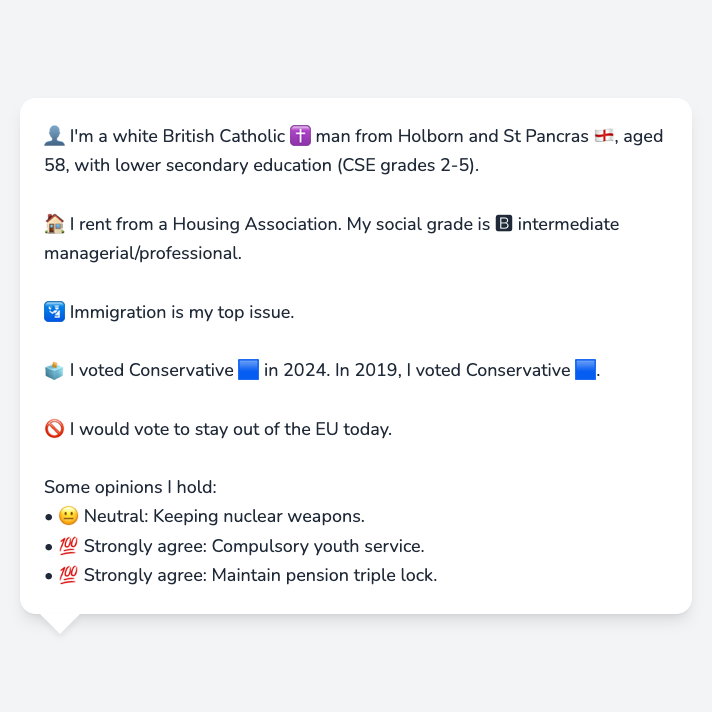 👤 I'm a white British Catholic ✝️ man from Holborn and St Pancras 🏴󠁧󠁢󠁥󠁮󠁧󠁿, aged
58, with lower secondary education (CSE grades 2-5).
🏠 I rent from a Housing Association. My social grade is 🅱 intermediate
managerial/professional.
🛂 Immigration is my top issue.
🗳️ I voted Conservative 🟦 in 2024. In 2019, I voted Conservative 🟦.
🚫 I would vote to stay out of the EU today.
Some opinions I hold:
• 😐 Neutral: Keeping nuclear weapons.
• 💯 Strongly agree: Compulsory youth service.
• 💯 Strongly agree: Maintain pension triple lock.